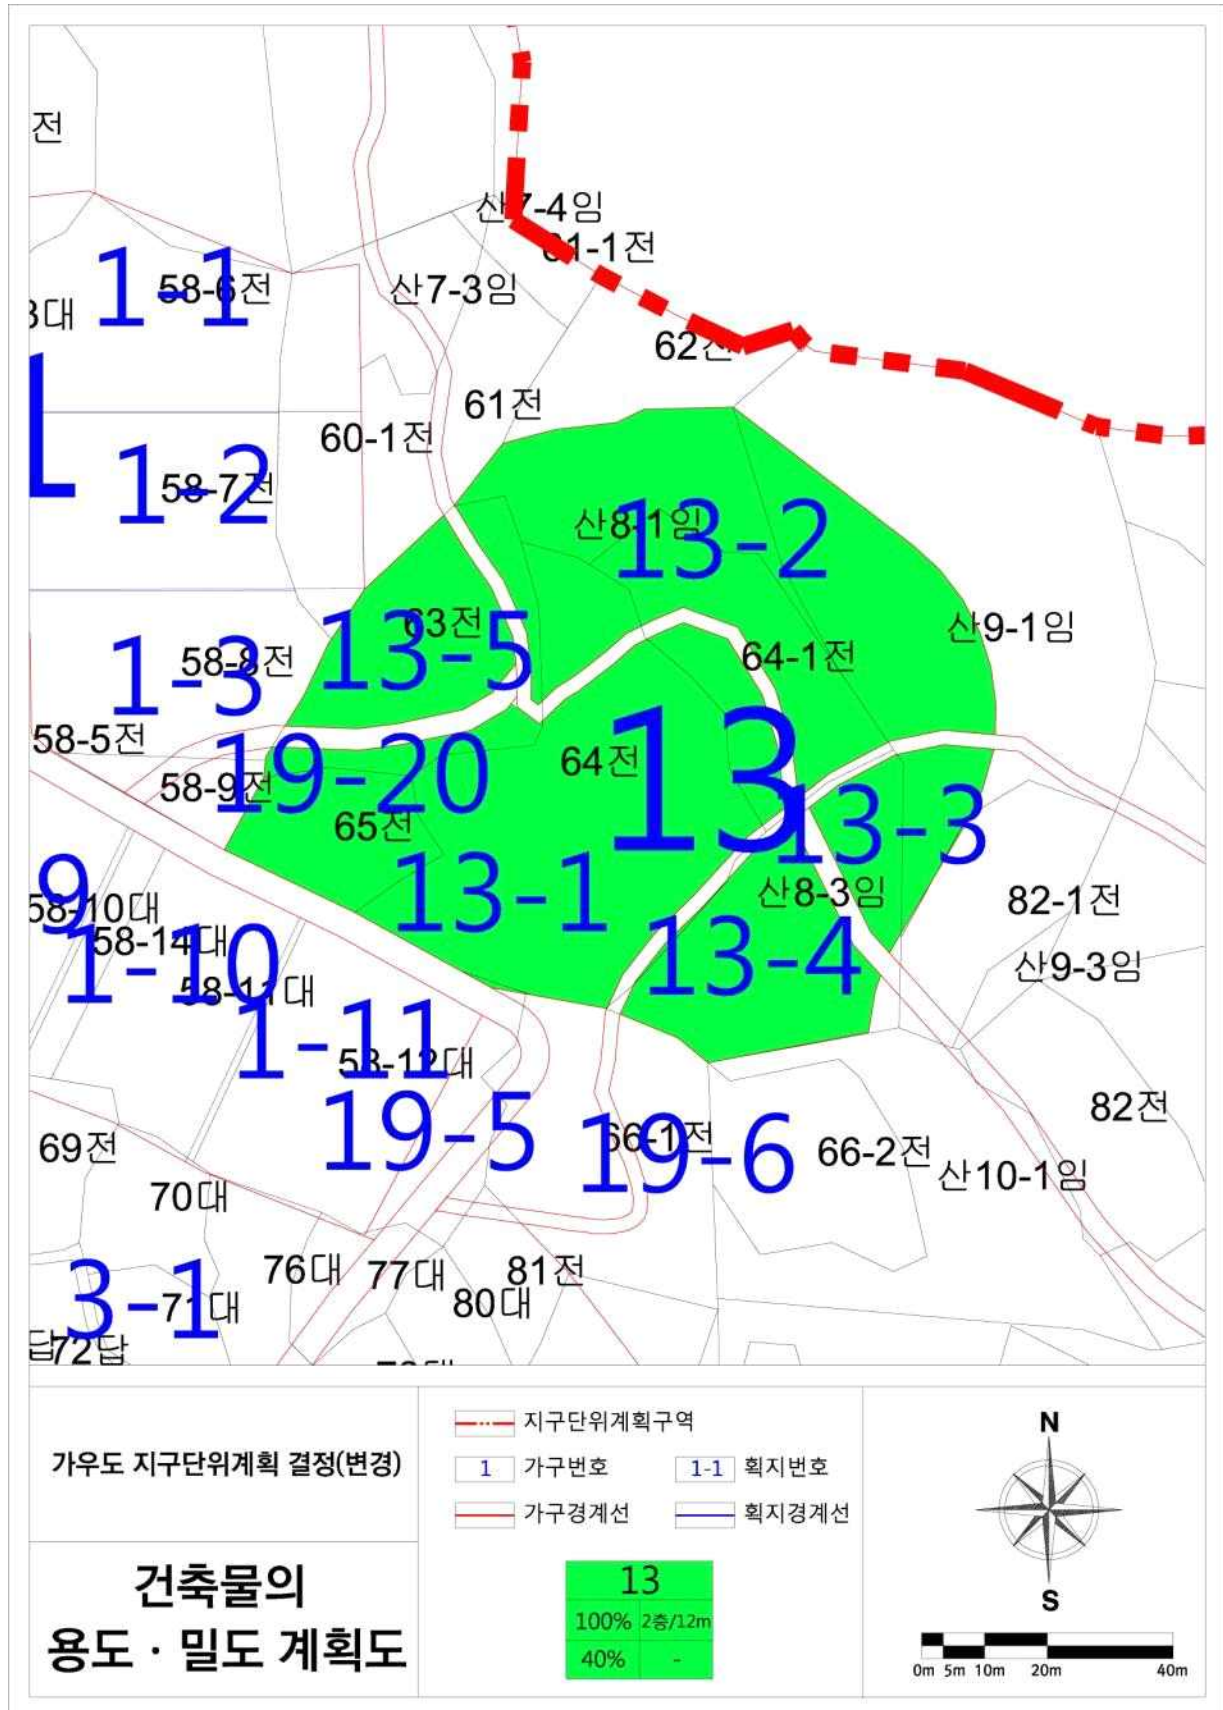 전
산7-4임
61-1전
1-1
58-6전
산7-3임
3대
62전
61전
60-1전
1-2
58-7전
산8-1임
13-2
63전
13-5
산9-1임
58-8전
1-3
64-1전
58-5전
19-20
64전
13
58-9전
65전
13-3
13-1
9
산8-3임
82-1전
58-10대
58-14대
1-10
13-4
산9-3임
58-11대
1-11
58-12대
82전
19-5
19-6
66-1전
66-2전
69전
산10-1임
70대
76대
77대
81전
80대
3-1
71대
답
72답
가우도 지구단위계획 결정(변경)
건축물의
용도 · 밀도 계획도
지구단위계획구역
1 가구번호
1-1 획지번호
가구경계선
획지경계선
13
100% 2층/12m
40% -
N
S
0m 5m 10m 20m 40m